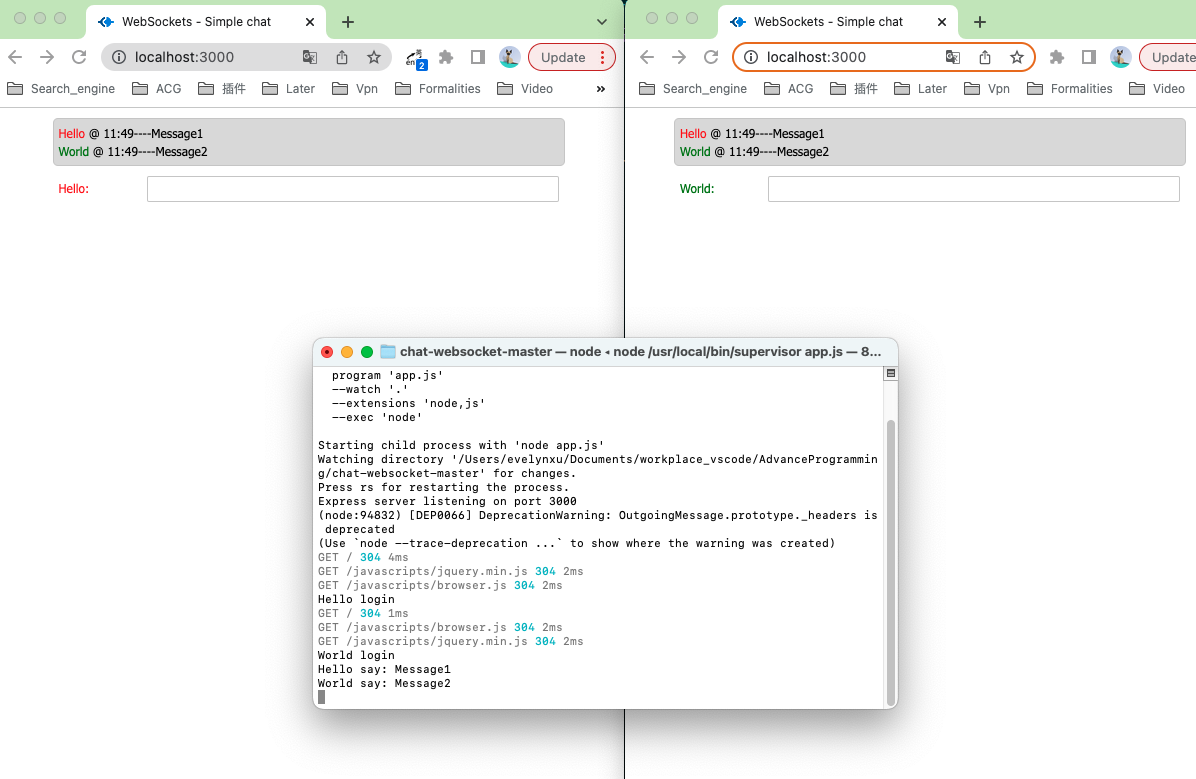 WebSockets - Simple chat
localhost:3000
英
en
2
Update
Search_engine ACG 插件 Later Vpn Formalities Video »
Hello @ 11:49----Message1
World @ 11:49----Message2
Hello:
WebSockets - Simple chat
localhost:3000
Update
Search_engine ACG 插件 Later Vpn Formalities Video
Hello @ 11:49----Message1
World @ 11:49----Message2
World:
chat-websocket-master — node ◂ node /usr/local/bin/supervisor app.js — 8...
program 'app.js'
--watch '.'
--extensions 'node,js'
--exec 'node'
Starting child process with 'node app.js'
Watching directory '/Users/evelynxu/Documents/workplace_vscode/AdvanceProgrammin
g/chat-websocket-master' for changes.
Press rs for restarting the process.
Express server listening on port 3000
(node:94832) [DEP0066] DeprecationWarning: OutgoingMessage.prototype._headers is
deprecated
(Use `node --trace-deprecation ...` to show where the warning was created)
GET / 304 4ms
GET /javascripts/jquery.min.js 304 2ms
GET /javascripts/browser.js 304 2ms
Hello login
GET / 304 1ms
GET /javascripts/browser.js 304 2ms
GET /javascripts/jquery.min.js 304 2ms
World login
Hello say: Message1
World say: Message2